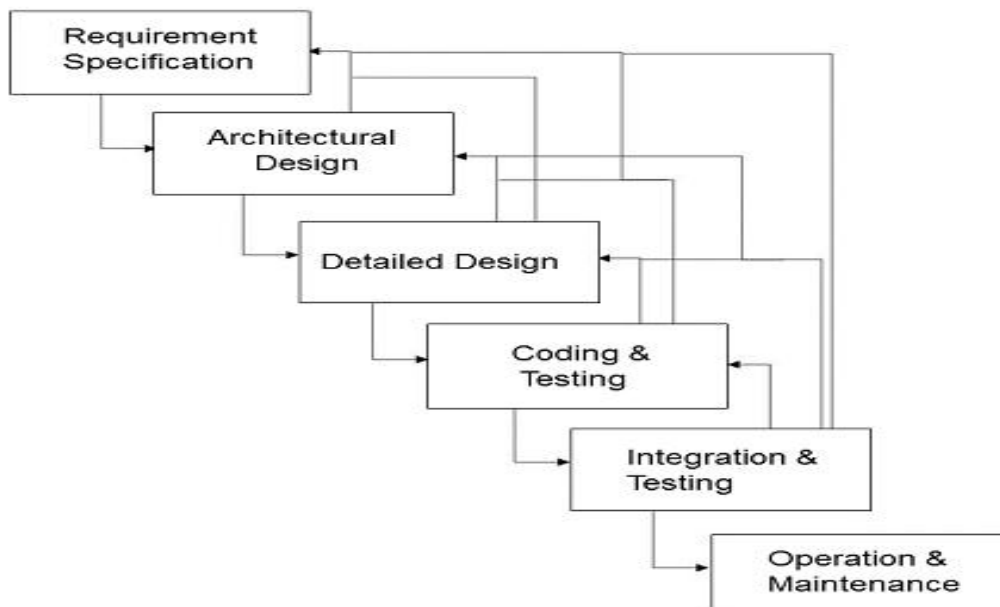 Requirement
Specification
Architectural
Design
Detailed Design
Coding &
Testing
Integration &
Testing
Operation &
Maintenance